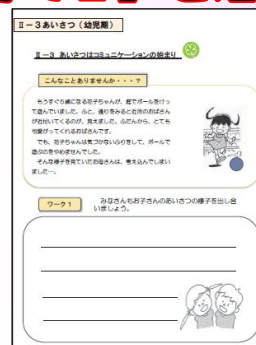 Ⅱ－３あいさつ（幼児期）
Ⅱ－３ あいさつはコミュニケーションの始まり
こんなことありませんか・・・？
もうすぐ５歳になる花子ちゃんが、庭でボールをけっ
て遊んでいました。ふと、通りをみると近所のおばさん
が近付いてくるのが、見えました。ふだんから、とても
可愛がってくれるおばさんです。
でも、花子ちゃんは気づかないふりをして、ボールで
遊ぶのをやめませんでした。
そんな様子を見ていたお母さんは、考え込んでしまい
ました…。
ワーク１
みなさんもお子さんのあいさつの様子を出し合
いましょう。